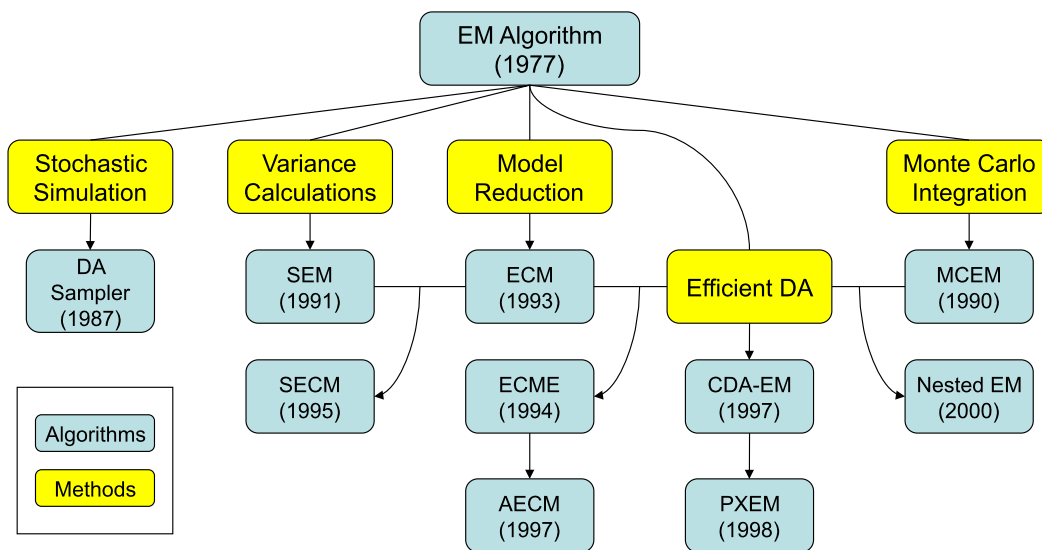 EM Algorithm
(1977)
Stochastic
Simulation
Variance
Calculations
Model
Reduction
Monte Carlo
Integration
DA
Sampler
(1987)
SEM
(1991)
ECM
(1993)
Efficient DA
MCEM
(1990)
SECM
(1995)
ECME
(1994)
CDA-EM
(1997)
Nested EM
(2000)
Algorithms
Methods
AECM
(1997)
PXEM
(1998)